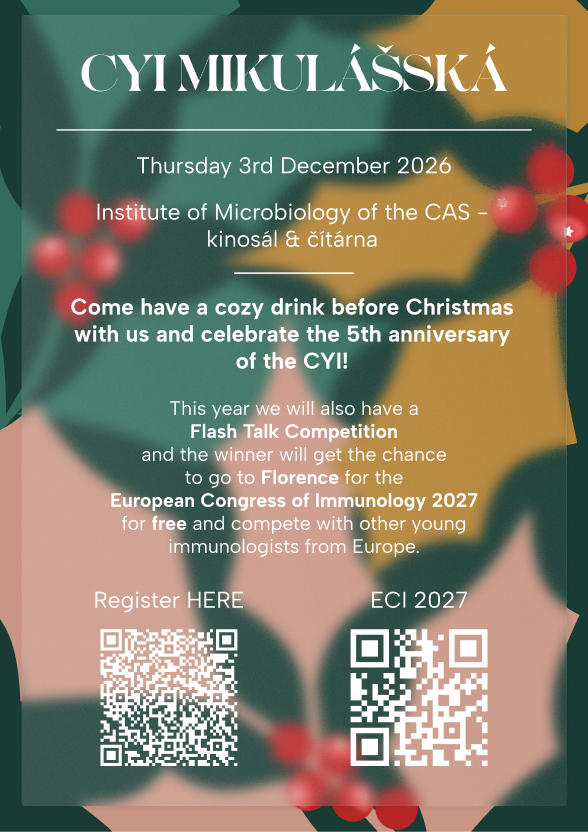 CYI MIKULÁŠSKÁ
Thursday 3rd December 2026
Institute of Microbiology of the CAS -
kinosál & čítárna
Come have a cozy drink before Christmas
with us and celebrate the 5th anniversary
of the CYI!
This year we will also have a
Flash Talk Competition
and the winner will get the chance
to go to Florence for the
European Congress of Immunology 2027
for free and compete with other young
immunologists from Europe.
Register HERE
ECI 2027